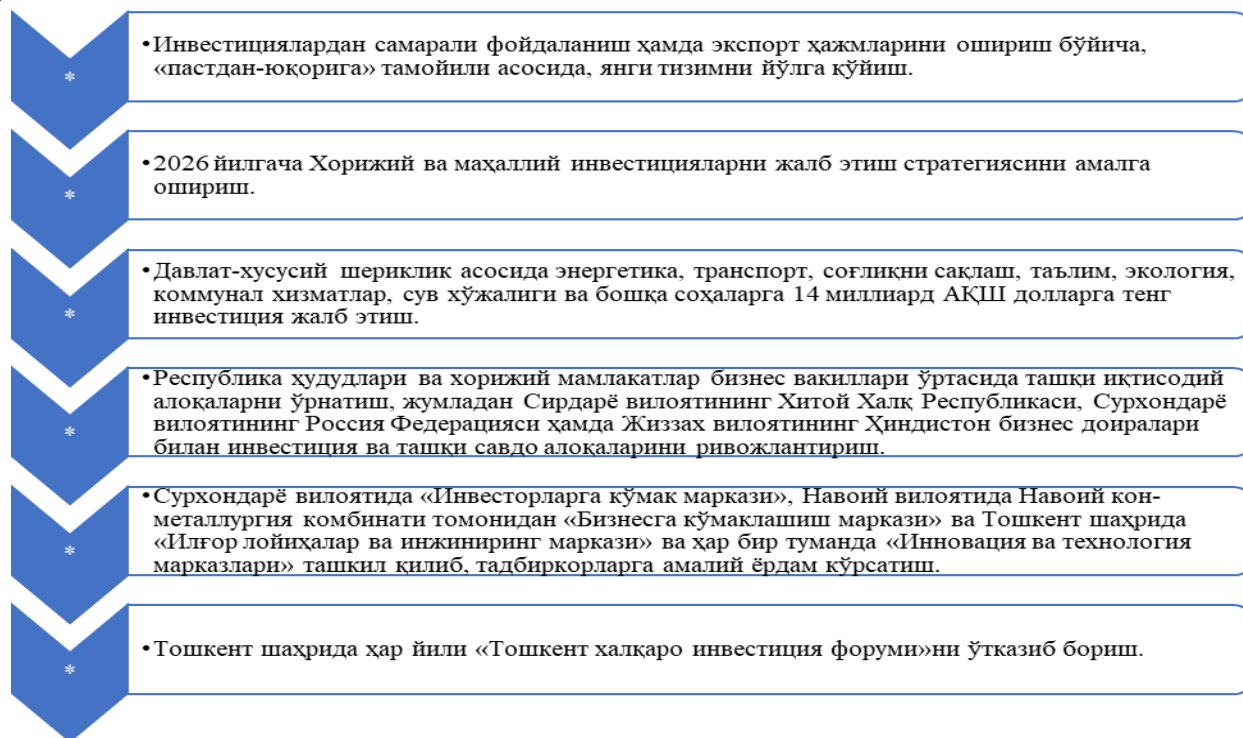 *
•Инвестициялардан самарали фойдаланиш ҳамда экспорт ҳажмларини ошириш бўйича,
«пастдан-юқорига» тамойили асосида, янги тизимни йўлга қўйиш.
*
•2026 йилгача Хорижий ва маҳаллий инвестицияларни жалб этиш стратегиясини амалга
ошириш.
*
•Давлат-хусусий шериклик асосида энергетика, транспорт, соғлиқни сақлаш, таълим, экология,
коммунал хизматлар, сув хўжалиги ва бошқа соҳаларга 14 миллиард АҚШ долларга тенг
инвестиция жалб этиш.
*
•Республика ҳудудлари ва хорижий мамлакатлар бизнес вакиллари ўртасида ташқи иқтисодий
алоқаларни ўрнатиш, жумладан Сирдарё вилоятининг Хитой Халқ Республикаси, Сурхондарё
вилоятининг Россия Федерацияси ҳамда Жиззах вилоятининг Ҳиндистон бизнес доиралари
билан инвестиция ва ташқи савдо алоқаларини ривожлантириш.
*
•Сурхондарё вилоятида «Инвесторларга кўмак маркази», Навоий вилоятида Навоий кон-
металлургия комбинати томонидан «Бизнесга кўмаклашиш маркази» ва Тошкент шаҳрида
«Илғор лойиҳалар ва инжиниринг маркази» ва ҳар бир туманда «Инновация ва технология
марказлари» ташкил қилиб, тадбиркорларга амалий ёрдам кўрсатиш.
*
•Тошкент шаҳрида ҳар йили «Тошкент халқаро инвестиция форуми»ни ўтказиб бориш.